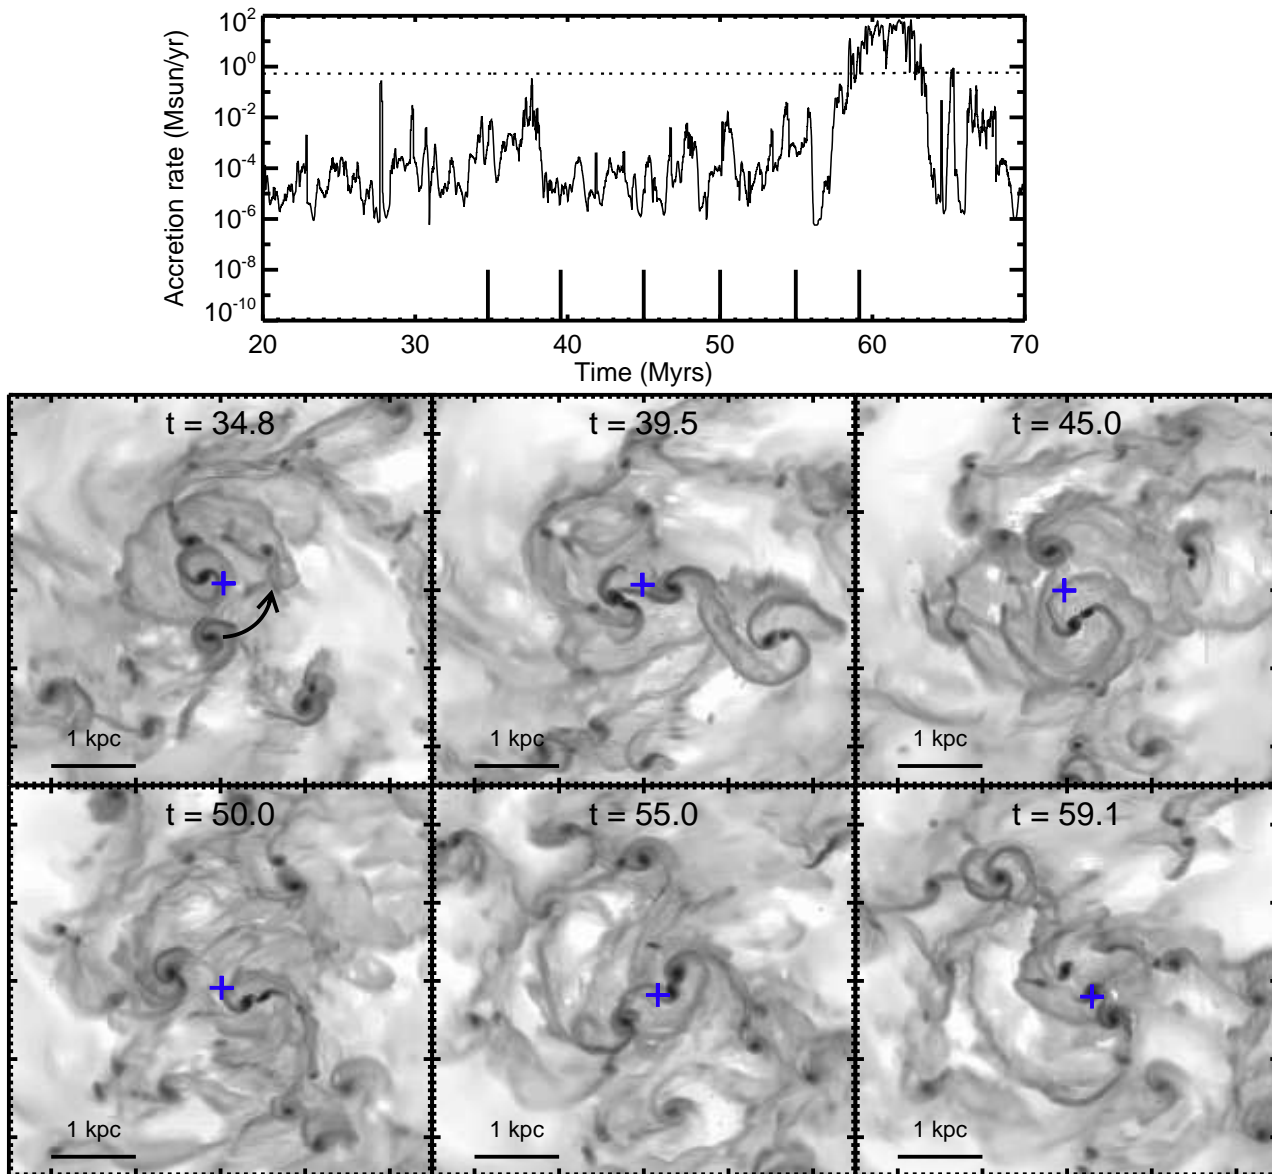 Accretion rate (Msun/yr)
10^2
10^0
10^-2
10^-4
10^-6
10^-8
10^-10
20 30 40 50 60 70
Time (Myrs)
t = 34.8 t = 39.5 t = 45.0
1 kpc 1 kpc 1 kpc
t = 50.0 t = 55.0 t = 59.1
1 kpc 1 kpc 1 kpc